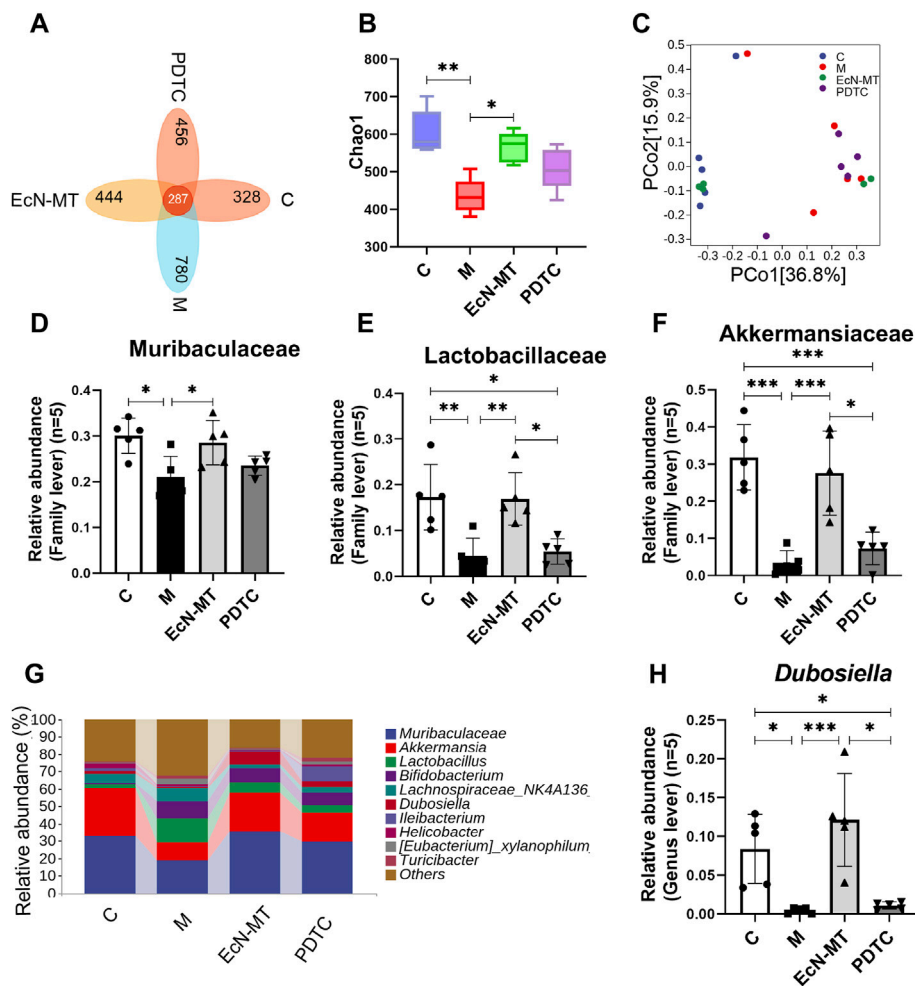 A
PDTC
456
EcN-MT
444
287
328
C
780
M
B
Chao1
800
700
600
500
400
300
**
*
C
M
EcN-MT
PDTC
C
PCo2[15.9%]
0.5
0.4
0.3
0.2
0.1
0.0
-0.1
-0.2
-0.3
C
M
EcN-MT
PDTC
-0.3
-0.2
-0.1
0.0
0.1
0.2
0.3
0.4
PCo1[36.8%]
D
Muribaculaceae
Relative abundance
(Family lever) (n=5)
0.4
0.3
0.2
0.1
0.0
*
*
C
M
EcN-MT
PDTC
E
Lactobacillaceae
Relative abundance
(Family lever) (n=5)
0.4
0.3
0.2
0.1
0.0
*
**
**
*
C
M
EcN-MT
PDTC
F
Akkermansiaceae
Relative abundance
(Family lever) (n=5)
0.5
0.4
0.3
0.2
0.1
0.0
***
***
***
*
C
M
EcN-MT
PDTC
G
Relative abundance (%)
100
90
80
70
60
50
40
30
20
10
0
C
M
EcN-MT
PDTC
Muribaculaceae
Akkermansia
Lactobacillus
Bifidobacterium
Lachnospiraceae_NK4A136_
Dubosiella
Ileibacterium
Helicobacter
[Eubacterium]_xylanophilum_
Turicibacter
Others
H
Dubosiella
Relative abundance
(Genus lever) (n=5)
0.25
0.20
0.15
0.10
0.05
0.00
*
*
***
*
C
M
EcN-MT
PDTC